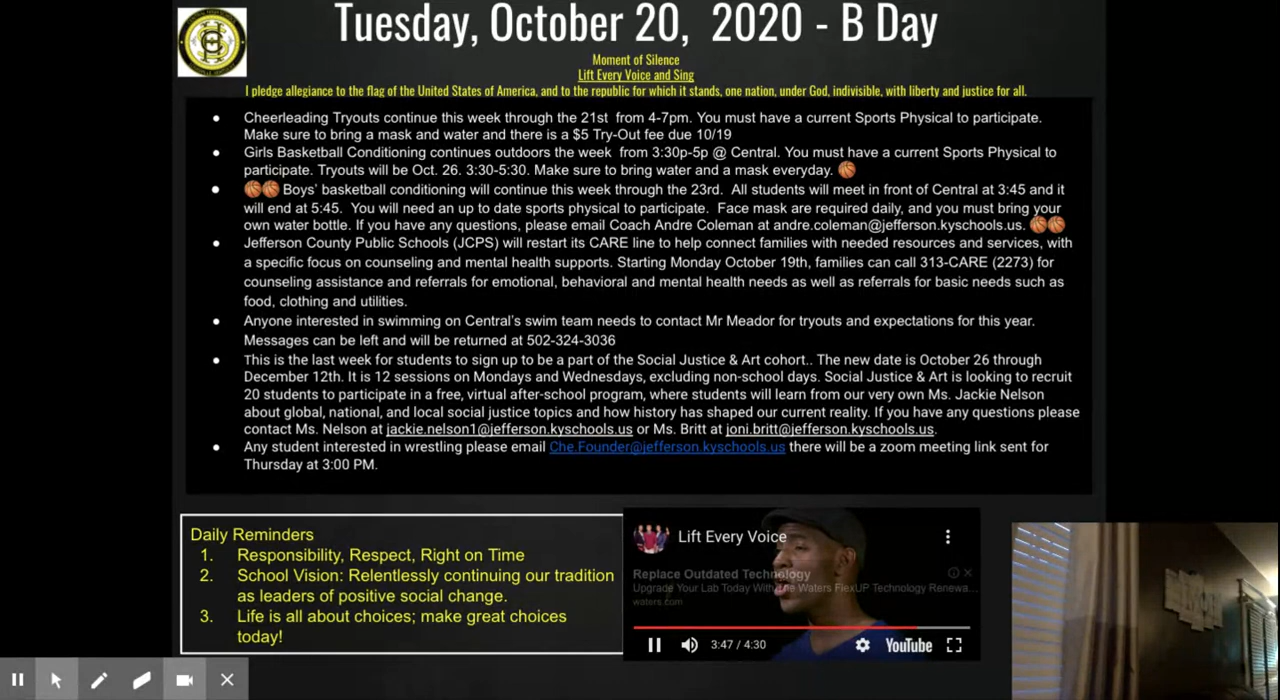 Tuesday, October 20, 2020 - B Day
Moment of Silence
Lift Every Voice and Sing
I pledge allegiance to the flag of the United States of America, and to the republic for which it stands, one nation, under God, indivisible, with liberty and justice for all.
• Cheerleading Tryouts continue this week through the 21st from 4-7pm. You must have a current Sports Physical to participate.
Make sure to bring a mask and water and there is a $5 Try-Out fee due 10/19
• Girls Basketball Conditioning continues outdoors the week from 3:30p-5p @ Central. You must have a current Sports Physical to
participate. Tryouts will be Oct. 26. 3:30-5:30. Make sure to bring water and a mask everyday. 🏀
• 🏀🏀 Boys' basketball conditioning will continue this week through the 23rd. All students will meet in front of Central at 3:45 and it
will end at 5:45. You will need an up to date sports physical to participate. Face mask are required daily, and you must bring your
own water bottle. If you have any questions, please email Coach Andre Coleman at andre.coleman@jefferson.kyschools.us. 🏀🏀
• Jefferson County Public Schools (JCPS) will restart its CARE line to help connect families with needed resources and services, with
a specific focus on counseling and mental health supports. Starting Monday October 19th, families can call 313-CARE (2273) for
counseling assistance and referrals for emotional, behavioral and mental health needs as well as referrals for basic needs such as
food, clothing and utilities.
• Anyone interested in swimming on Central's swim team needs to contact Mr Meador for tryouts and expectations for this year.
Messages can be left and will be returned at 502-324-3036
• This is the last week for students to sign up to be a part of the Social Justice & Art cohort.. The new date is October 26 through
December 12th. It is 12 sessions on Mondays and Wednesdays, excluding non-school days. Social Justice & Art is looking to recruit
20 students to participate in a free, virtual after-school program, where students will learn from our very own Ms. Jackie Nelson
about global, national, and local social justice topics and how history has shaped our current reality. If you have any questions please
contact Ms. Nelson at jackie.nelson1@jefferson.kyschools.us or Ms. Britt at joni.britt@jefferson.kyschools.us.
• Any student interested in wrestling please email Che.Founder@jefferson.kyschools.us there will be a zoom meeting link sent for
Thursday at 3:00 PM.
Daily Reminders
1. Responsibility, Respect, Right on Time
2. School Vision: Relentlessly continuing our tradition
as leaders of positive social change.
3. Life is all about choices; make great choices
today!
Lift Every Voice
Replace Outdated Technology
Upgrade Your Lab Today With The Waters FlexUP Technology Renewa...
waters.com
3:47 / 4:30
YouTube